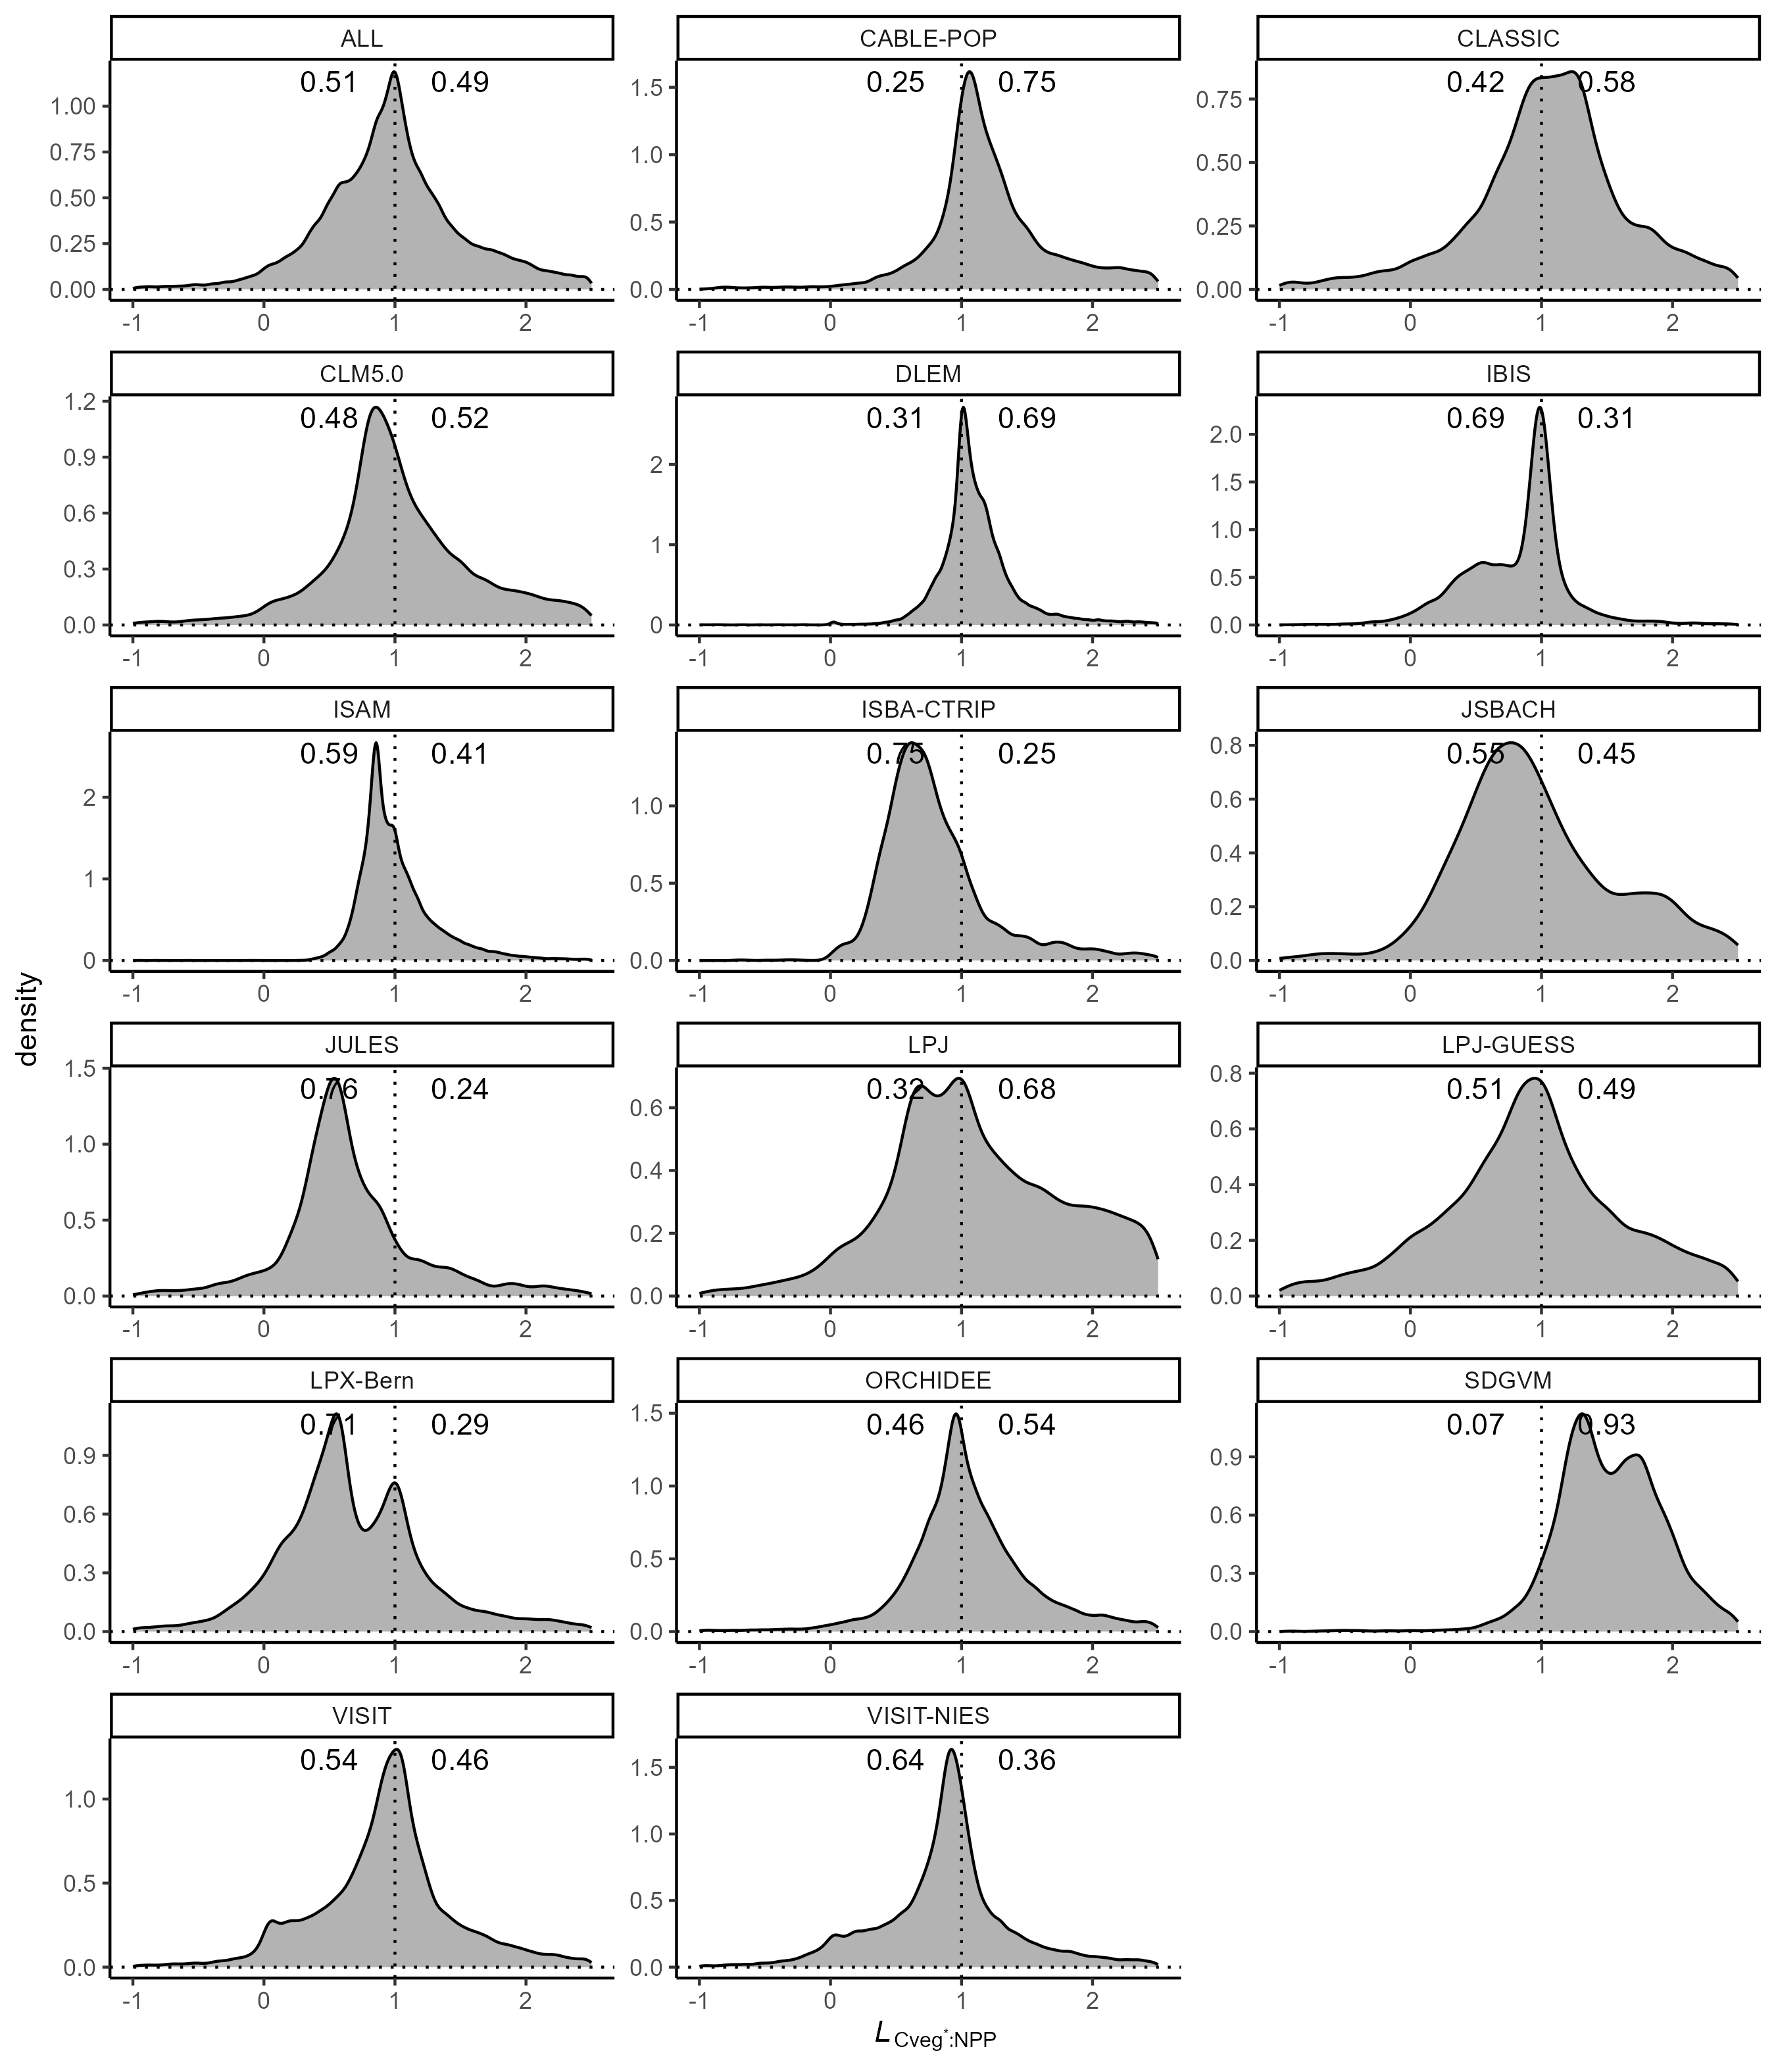 ALL
CABLE-POP
CLASSIC
0.51 0.49
0.25 0.75
0.42 0.58
1.00
0.75
0.50
0.25
0.00
1.5
1.0
0.5
0.0
0.75
0.50
0.25
0.00
-1 0 1 2
-1 0 1 2
-1 0 1 2
CLM5.0
DLEM
IBIS
0.48 0.52
0.31 0.69
0.69 0.31
1.2
0.9
0.6
0.3
0.0
2
1
0
2.0
1.5
1.0
0.5
0.0
-1 0 1 2
-1 0 1 2
-1 0 1 2
ISAM
ISBA-CTRIP
JSBACH
0.59 0.41
0.75 0.25
0.55 0.45
2
1
0
1.0
0.5
0.0
0.8
0.6
0.4
0.2
0.0
-1 0 1 2
-1 0 1 2
-1 0 1 2
density
JULES
LPJ
LPJ-GUESS
0.76 0.24
0.32 0.68
0.51 0.49
1.5
1.0
0.5
0.0
0.6
0.4
0.2
0.0
0.8
0.6
0.4
0.2
0.0
-1 0 1 2
-1 0 1 2
-1 0 1 2
LPX-Bern
ORCHIDEE
SDGVM
0.71 0.29
0.46 0.54
0.07 0.93
0.9
0.6
0.3
0.0
1.5
1.0
0.5
0.0
0.9
0.6
0.3
0.0
-1 0 1 2
-1 0 1 2
-1 0 1 2
VISIT
VISIT-NIES
0.54 0.46
0.64 0.36
1.0
0.5
0.0
1.5
1.0
0.5
0.0
-1 0 1 2
-1 0 1 2
L Cveg*:NPP